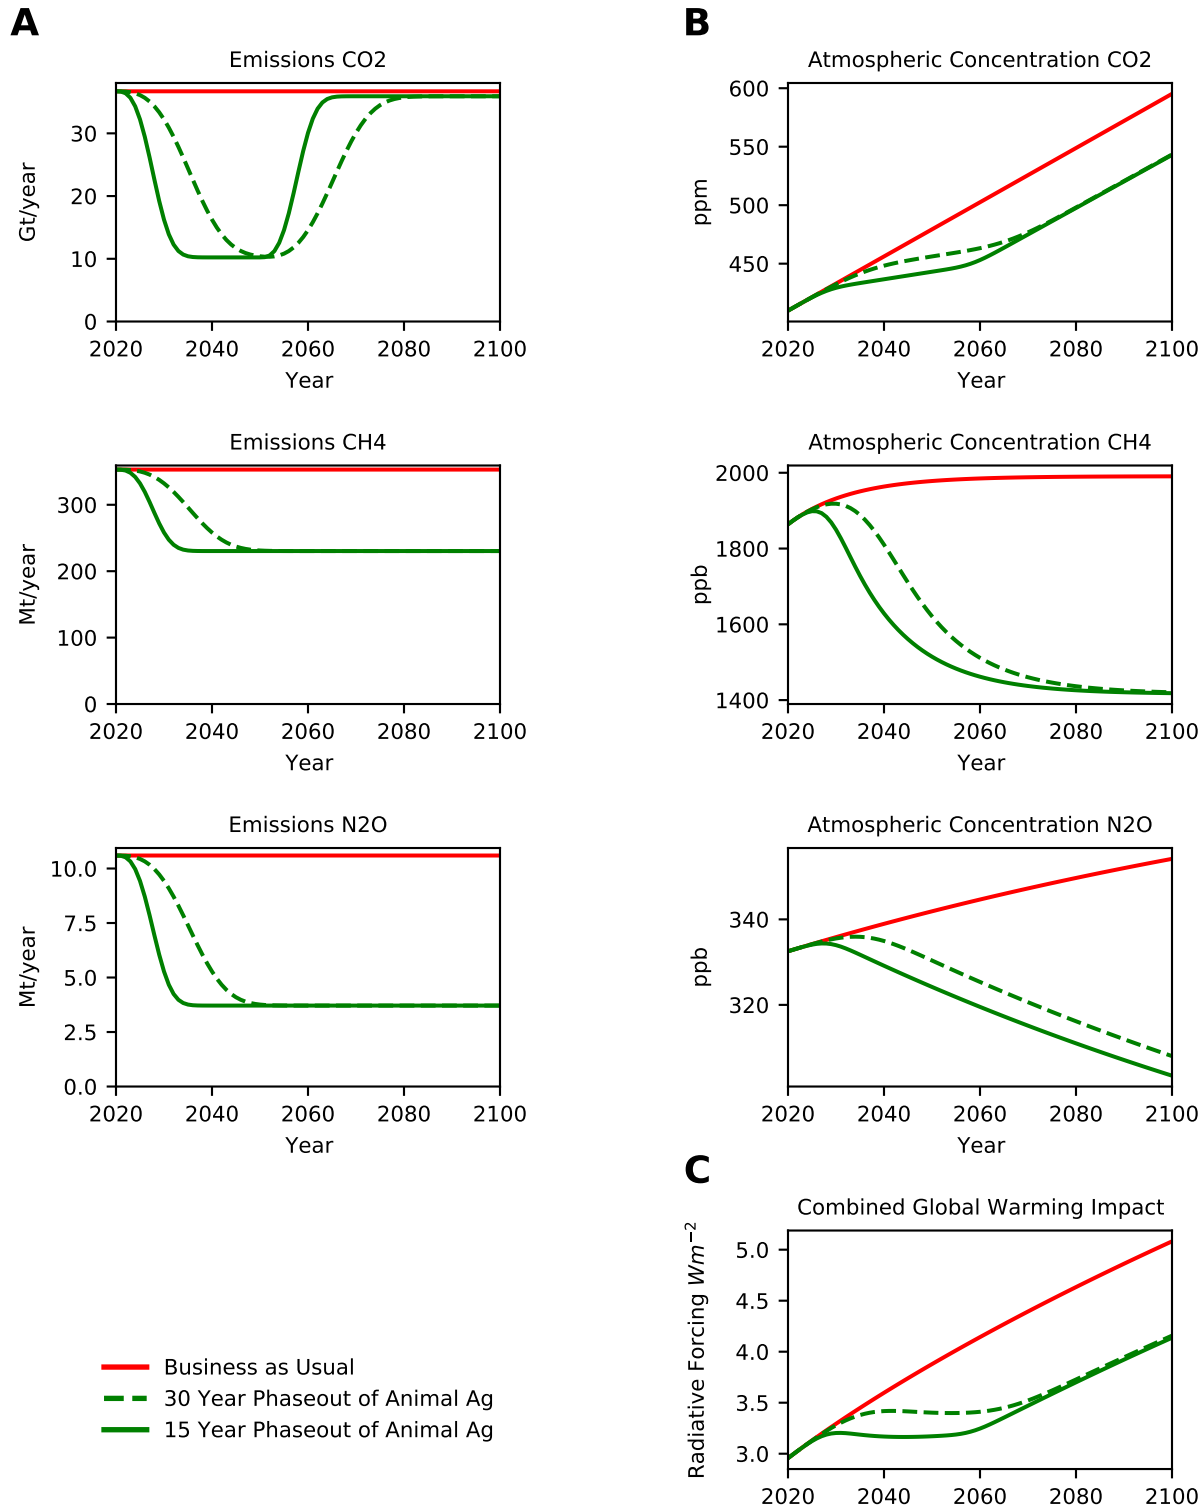 A
B
Emissions CO2
Gt/year
30
20
10
0
2020 2040 2060 2080 2100
Year
Atmospheric Concentration CO2
ppm
600
550
500
450
2020 2040 2060 2080 2100
Year
Emissions CH4
Mt/year
300
200
100
0
2020 2040 2060 2080 2100
Year
Atmospheric Concentration CH4
ppb
2000
1800
1600
1400
2020 2040 2060 2080 2100
Year
Emissions N2O
Mt/year
10.0
7.5
5.0
2.5
0.0
2020 2040 2060 2080 2100
Year
Atmospheric Concentration N2O
ppb
340
320
2020 2040 2060 2080 2100
Year
C
Combined Global Warming Impact
Radiative Forcing Wm⁻²
5.0
4.5
4.0
3.5
3.0
2020 2040 2060 2080 2100
Business as Usual
30 Year Phaseout of Animal Ag
15 Year Phaseout of Animal Ag